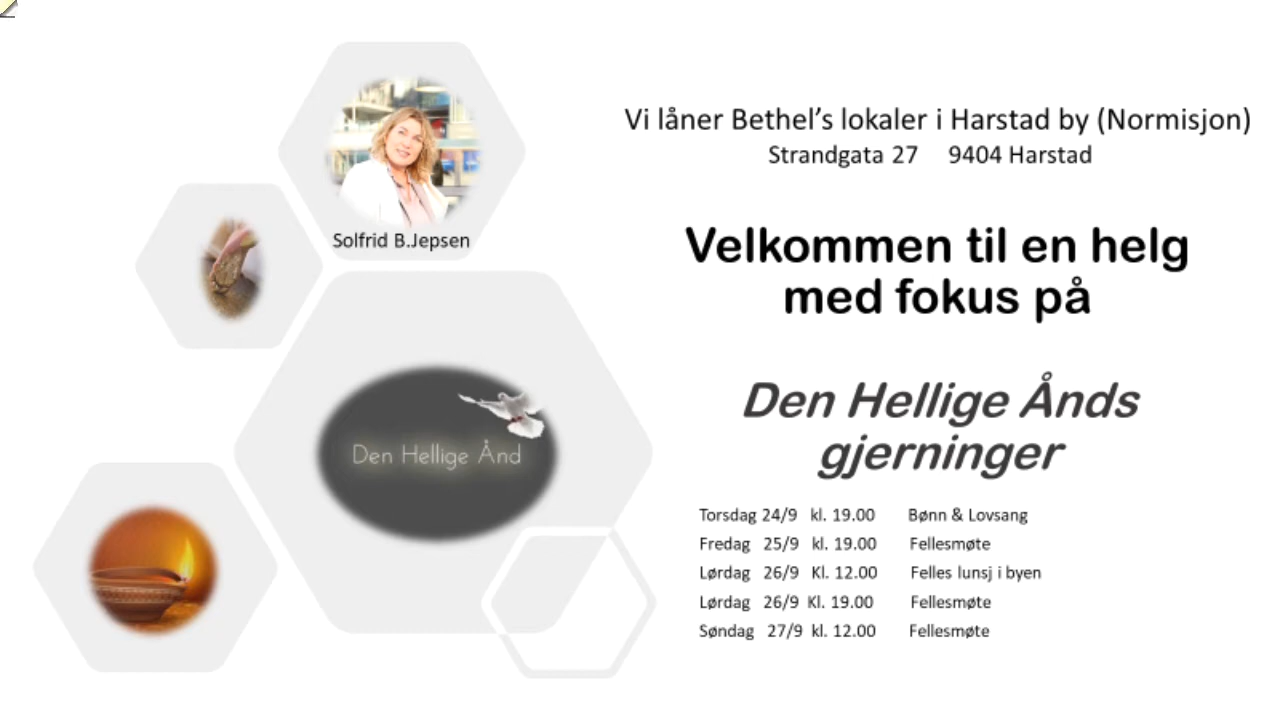 Vi låner Bethel’s lokaler i Harstad by (Normisjon)
Strandgata 27 9404 Harstad
Solfrid B.Jepsen
Velkommen til en helg
med fokus på
Den Hellige Ånds
gjerninger
Den Hellige Ånd
Torsdag 24/9 kl. 19.00 Bønn & Lovsang
Fredag 25/9 kl. 19.00 Fellesmøte
Lørdag 26/9 Kl. 12.00 Felles lunsj i byen
Lørdag 26/9 Kl. 19.00 Fellesmøte
Søndag 27/9 kl. 12.00 Fellesmøte